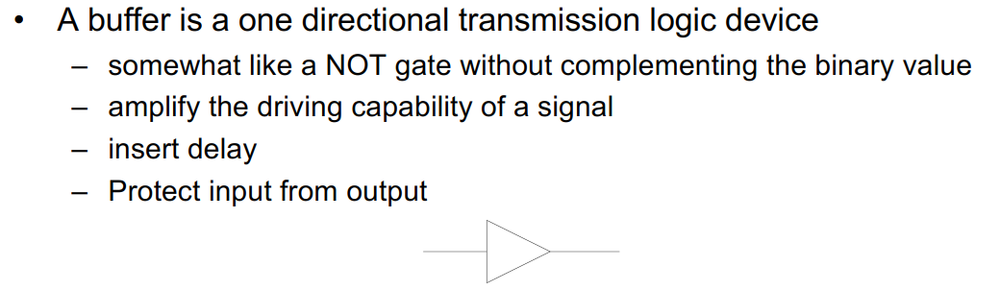 • A buffer is a one directional transmission logic device
– somewhat like a NOT gate without complementing the binary value
– amplify the driving capability of a signal
– insert delay
– Protect input from output